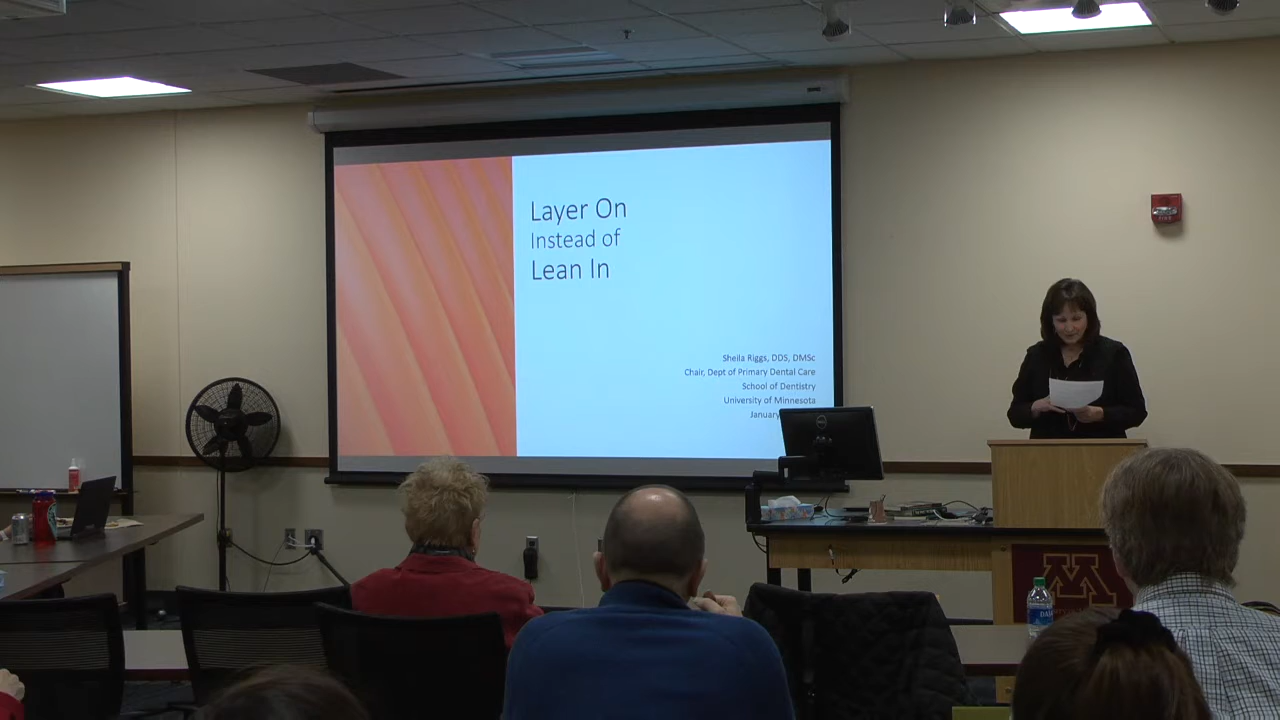 Layer On
Instead of
Lean In
Sheila Riggs, DDS, DMSc
Chair, Dept of Primary Dental Care
School of Dentistry
University of Minnesota
FIRE
M